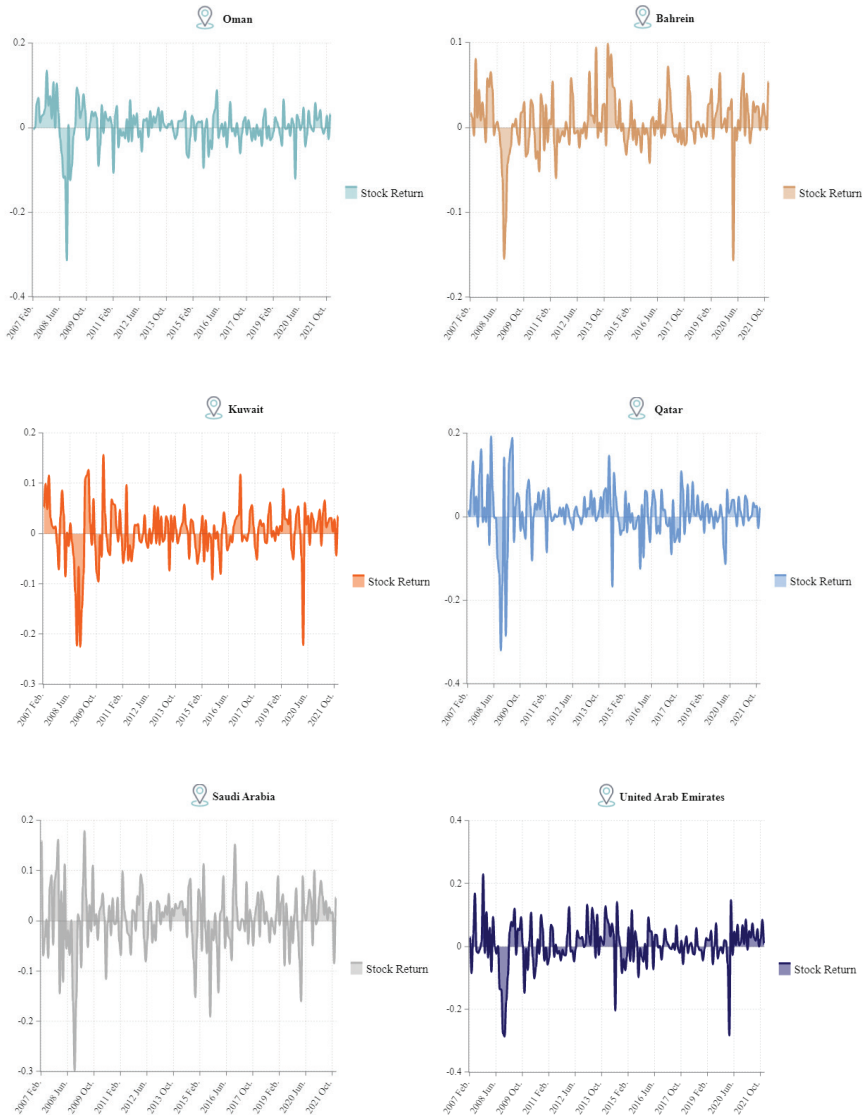 Oman
0.2
0
-0.2
-0.4
2007 Feb.
2008 Jun.
2009 Oct.
2011 Feb.
2012 Jun.
2013 Oct.
2015 Feb.
2016 Jun.
2017 Oct.
2019 Feb.
2020 Jun.
2021 Oct.
Stock Return
Bahrein
0.1
0
-0.1
-0.2
2007 Feb.
2008 Jun.
2009 Oct.
2011 Feb.
2012 Jun.
2013 Oct.
2015 Feb.
2016 Jun.
2017 Oct.
2019 Feb.
2020 Jun.
2021 Oct.
Stock Return
Kuwait
0.2
0.1
0
-0.1
-0.2
-0.3
2007 Feb.
2008 Jun.
2009 Oct.
2011 Feb.
2012 Jun.
2013 Oct.
2015 Feb.
2016 Jun.
2017 Oct.
2019 Feb.
2020 Jun.
2021 Oct.
Stock Return
Qatar
0.2
0
-0.2
-0.4
2007 Feb.
2008 Jun.
2009 Oct.
2011 Feb.
2012 Jun.
2013 Oct.
2015 Feb.
2016 Jun.
2017 Oct.
2019 Feb.
2020 Jun.
2021 Oct.
Stock Return
Saudi Arabia
0.2
0.1
0
-0.1
-0.2
-0.3
2007 Feb.
2008 Jun.
2009 Oct.
2011 Feb.
2012 Jun.
2013 Oct.
2015 Feb.
2016 Jun.
2017 Oct.
2019 Feb.
2020 Jun.
2021 Oct.
Stock Return
United Arab Emirates
0.4
0.2
0
-0.2
-0.4
2007 Feb.
2008 Jun.
2009 Oct.
2011 Feb.
2012 Jun.
2013 Oct.
2015 Feb.
2016 Jun.
2017 Oct.
2019 Feb.
2020 Jun.
2021 Oct.
Stock Return